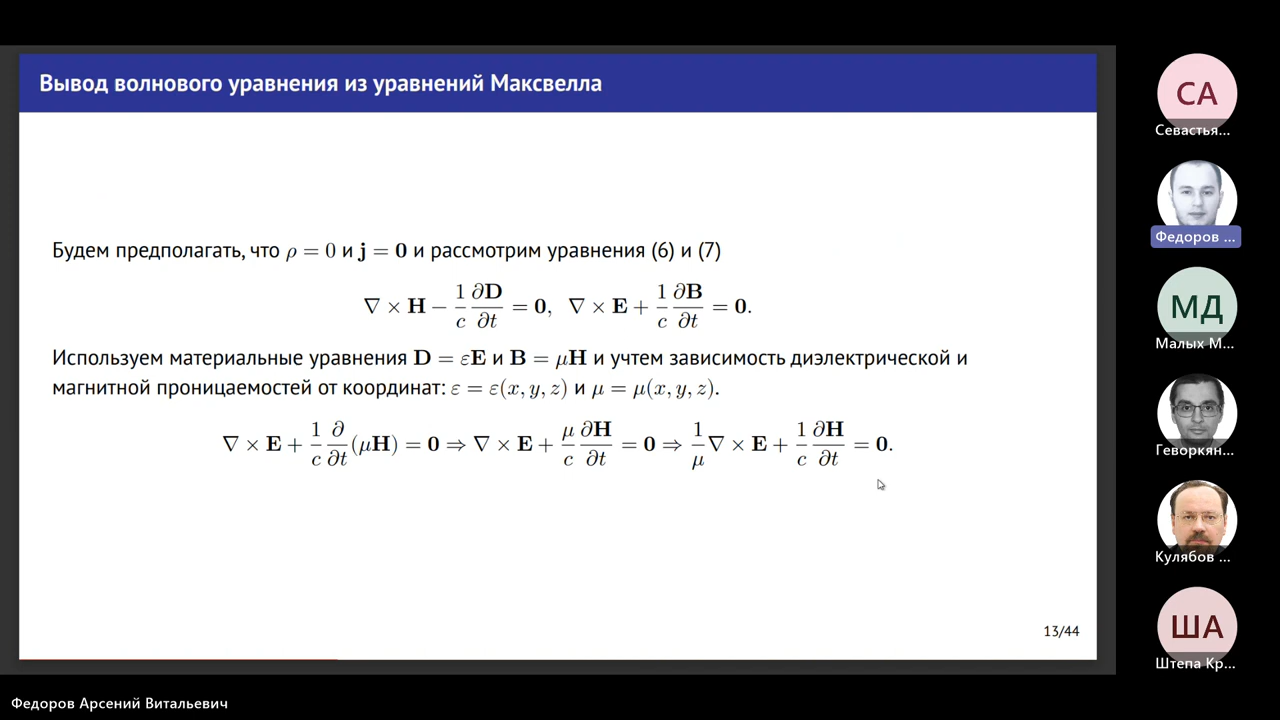 Вывод волнового уравнения из уравнений Максвелла
Будем предполагать, что ρ = 0 и j = 0 и рассмотрим уравнения (6) и (7)
∇ × H − 1/c ∂D/∂t = 0, ∇ × E + 1/c ∂B/∂t = 0.
Используем материальные уравнения D = εE и B = μH и учтем зависимость диэлектрической и
магнитной проницаемостей от координат: ε = ε(x, y, z) и μ = μ(x, y, z).
∇ × E + 1/c ∂/∂t (μH) = 0 ⇒ ∇ × E + μ/c ∂H/∂t = 0 ⇒ 1/μ ∇ × E + 1/c ∂H/∂t = 0.
13/44
СА
Севастья...
Федоров ...
МД
Малых М...
Геворкян...
Кулябов ...
ША
Штепа Кр...
Федоров Арсений Витальевич